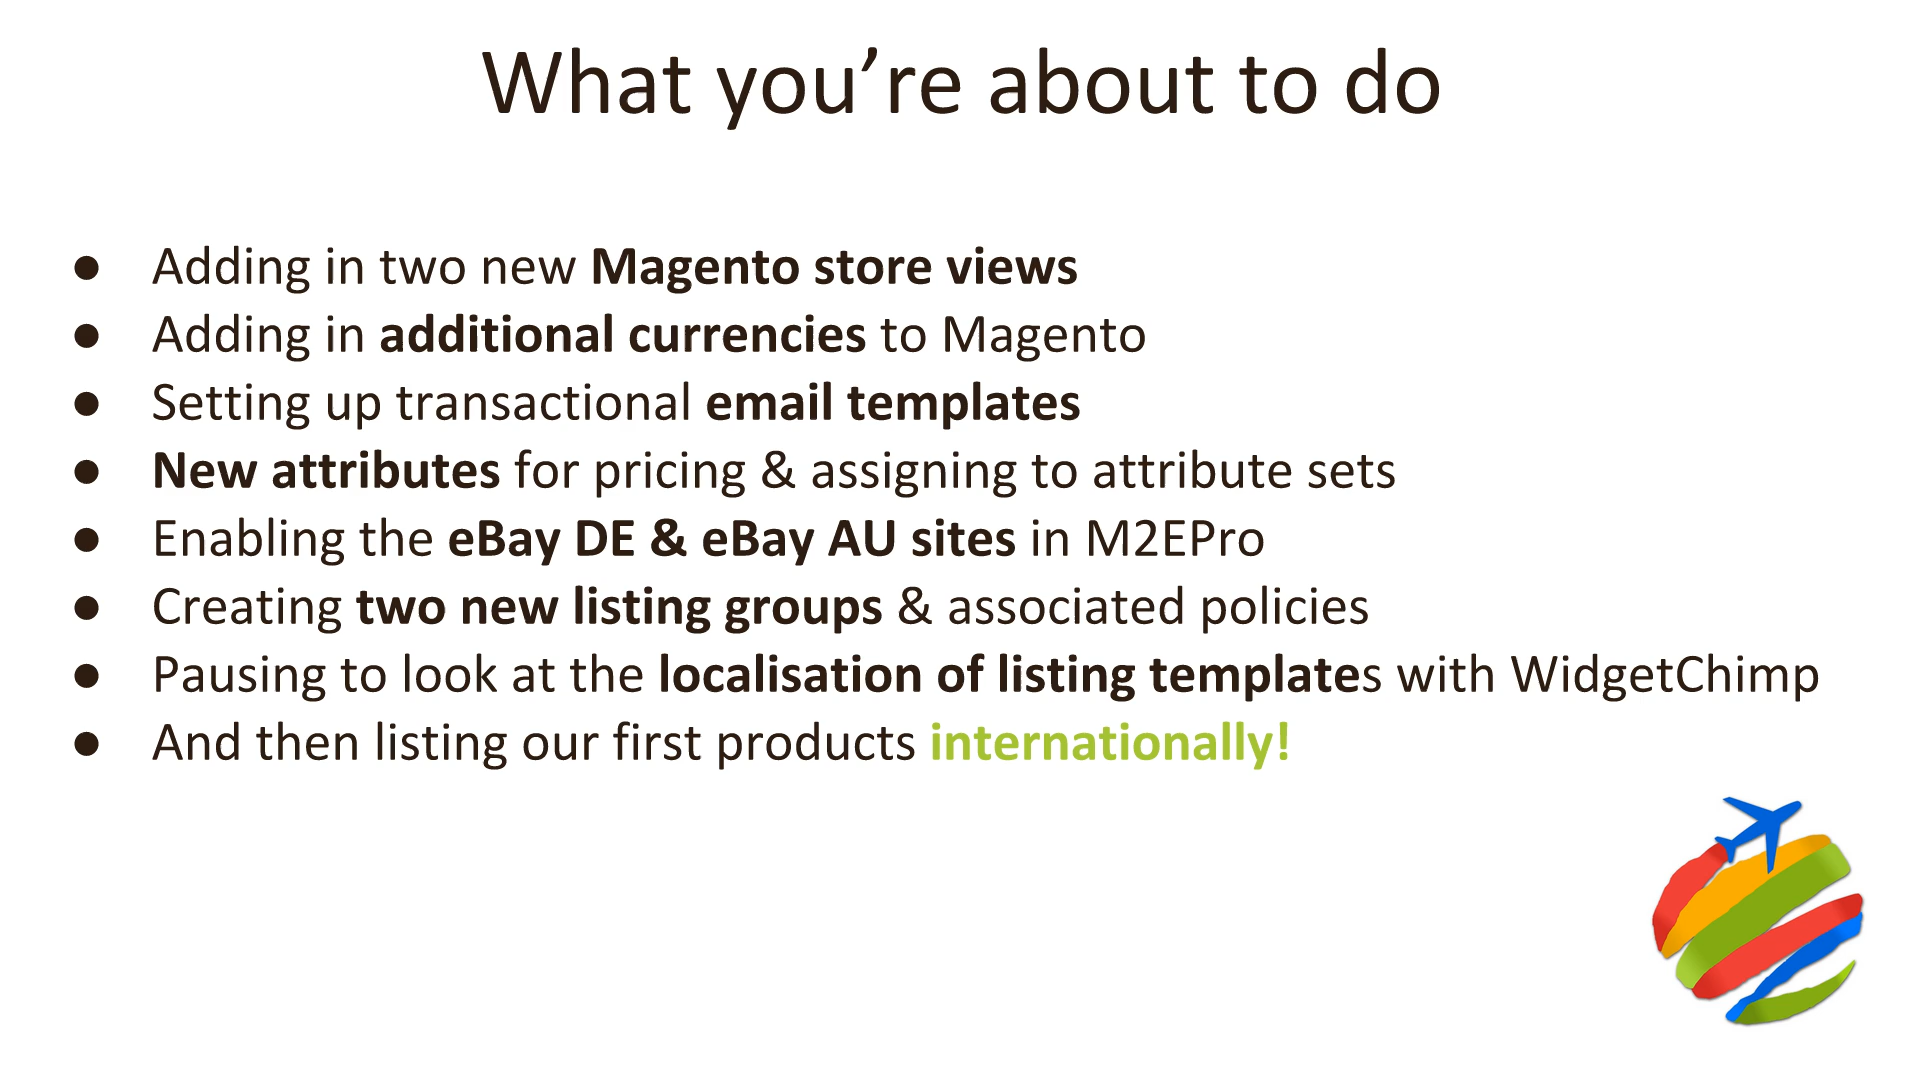 What you’re about to do
● Adding in two new Magento store views
● Adding in additional currencies to Magento
● Setting up transactional email templates
● New attributes for pricing & assigning to attribute sets
● Enabling the eBay DE & eBay AU sites in M2EPro
● Creating two new listing groups & associated policies
● Pausing to look at the localisation of listing templates with WidgetChimp
● And then listing our first products internationally!